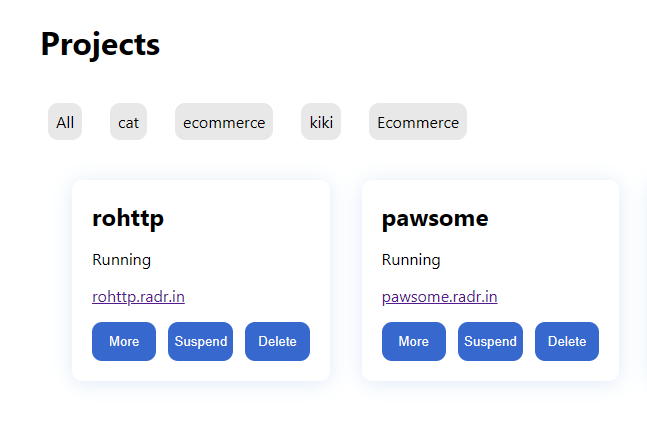 Projects
All cat ecommerce kiki Ecommerce
rohttp
Running
rohttp.radr.in
More Suspend Delete
pawsome
Running
pawsome.radr.in
More Suspend Delete